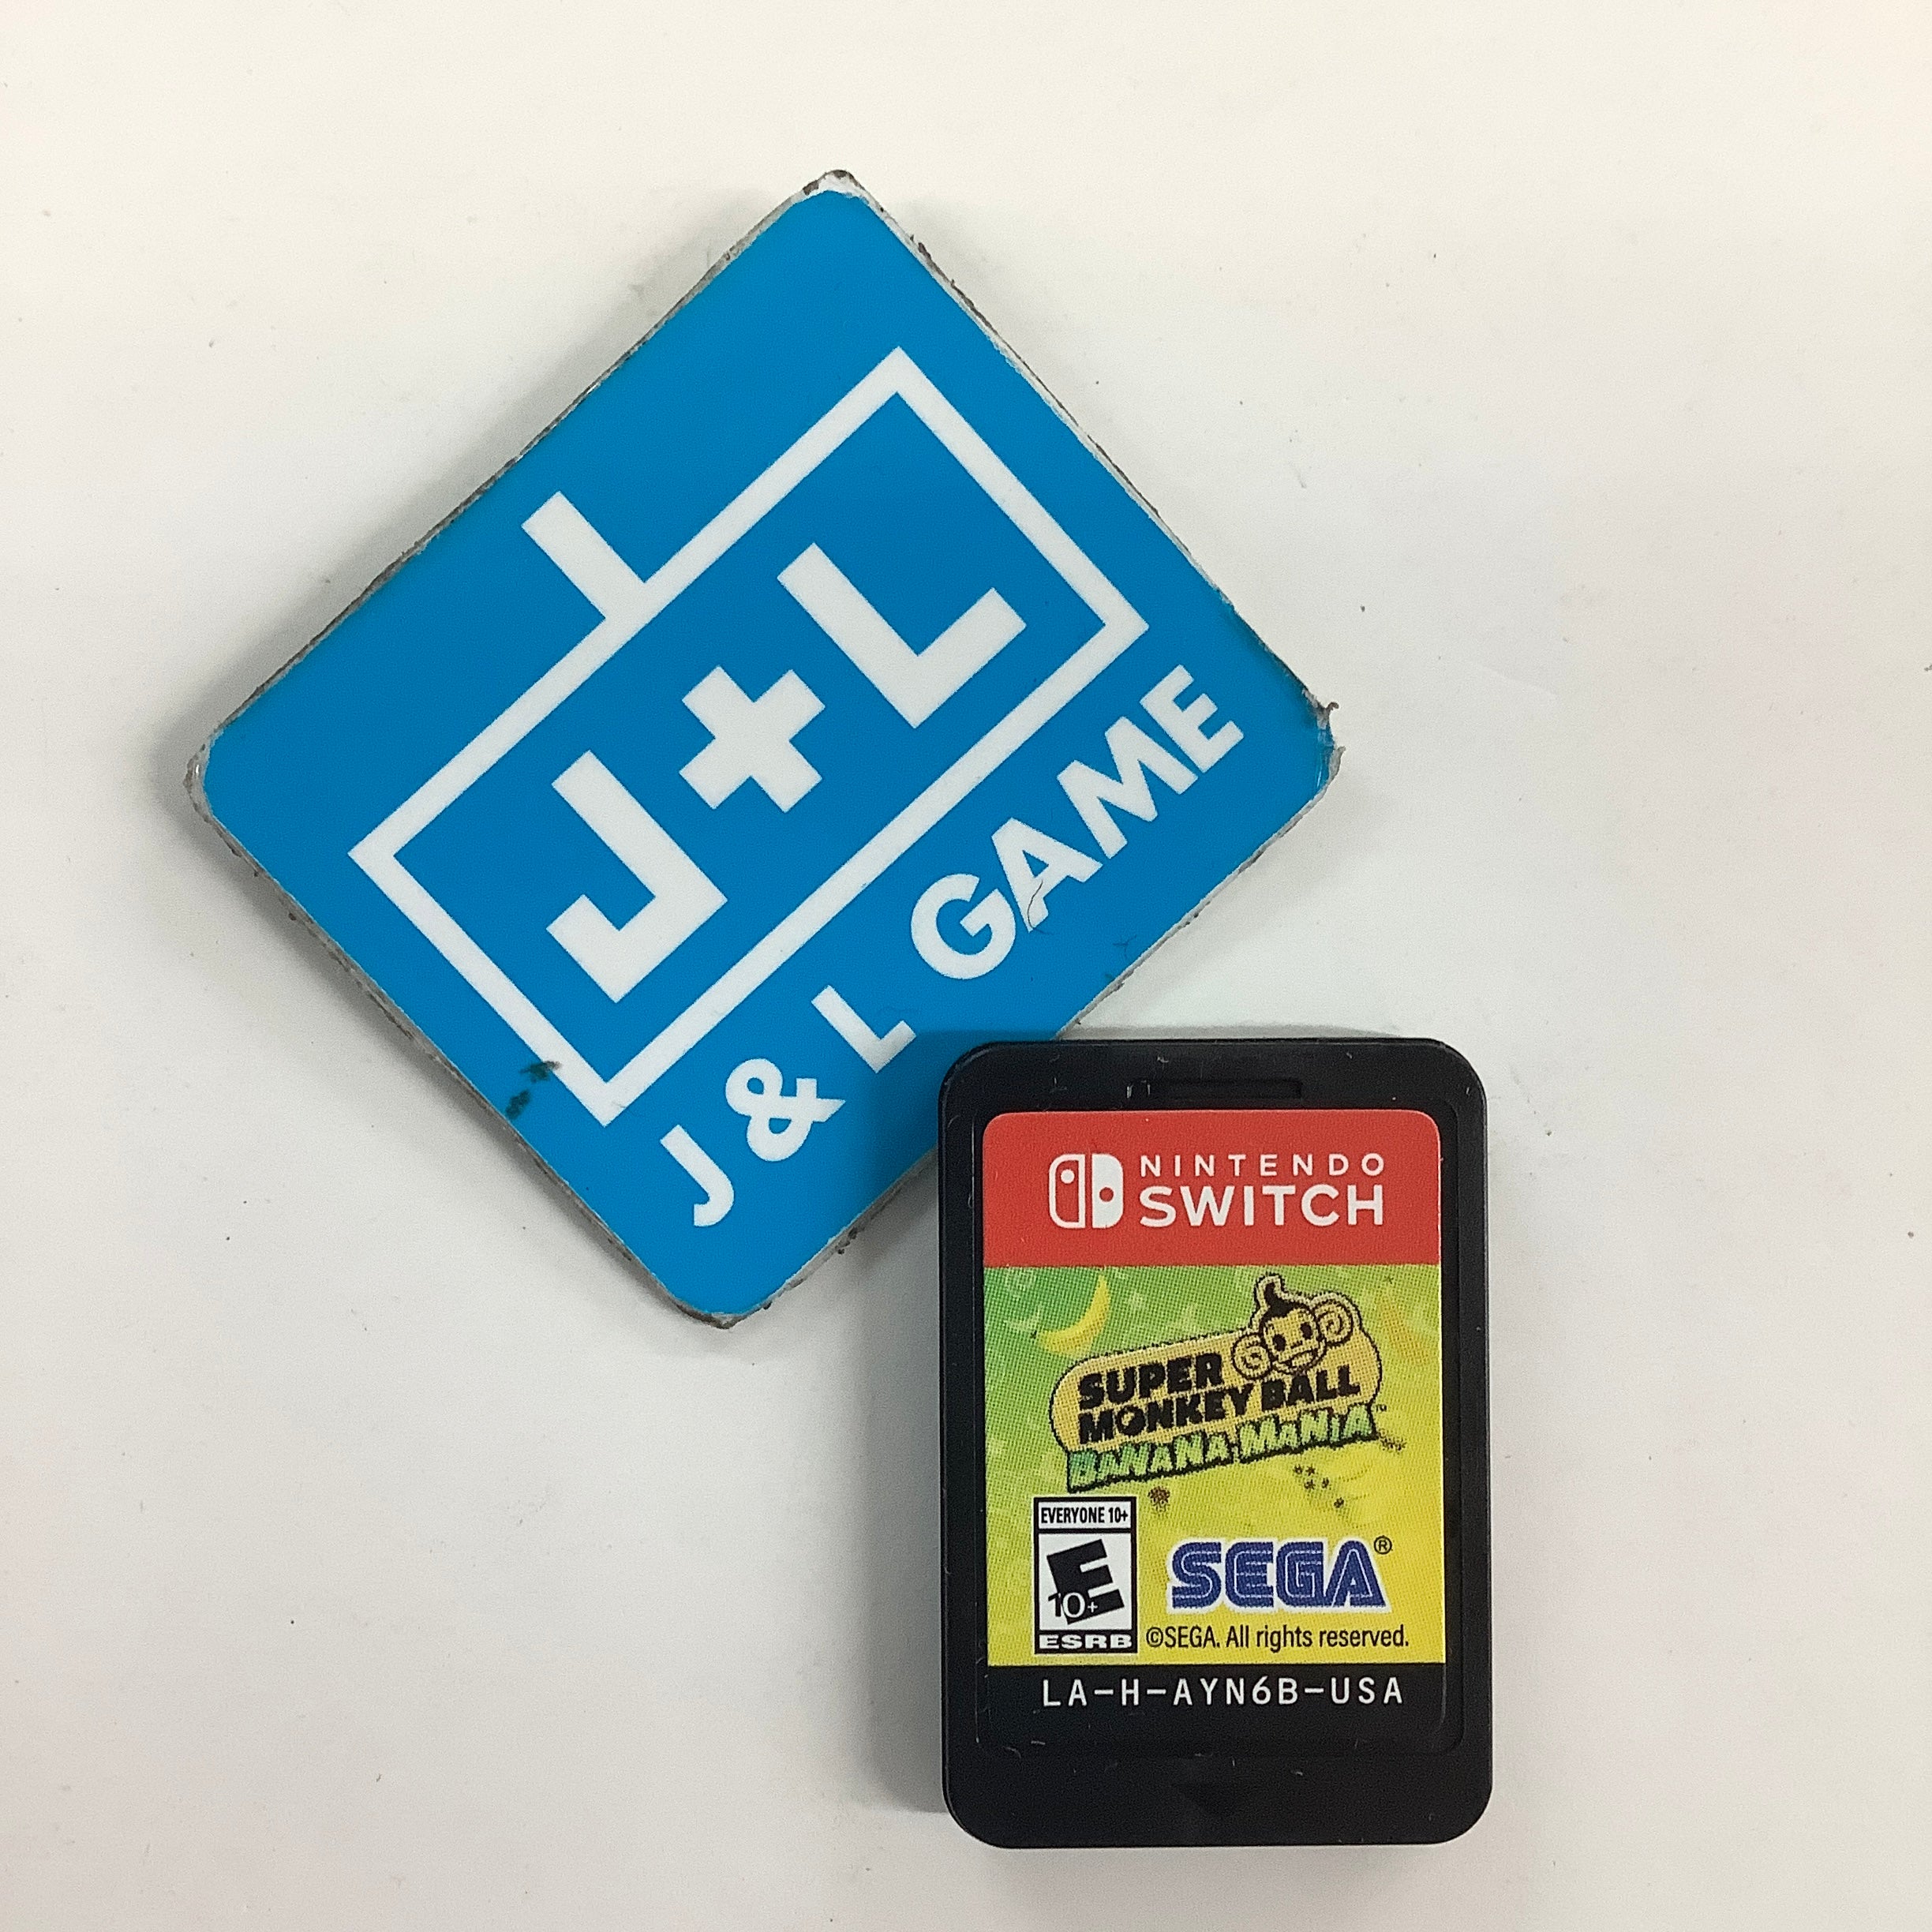 J+L
J & L GAME
NINTENDO
SWITCH
SUPER
MONKEY BALL
BANANA MANIA™
EVERYONE 10+
E
10+
ESRB
SEGA®
©SEGA. All rights reserved.
LA-H-AYN6B-USA